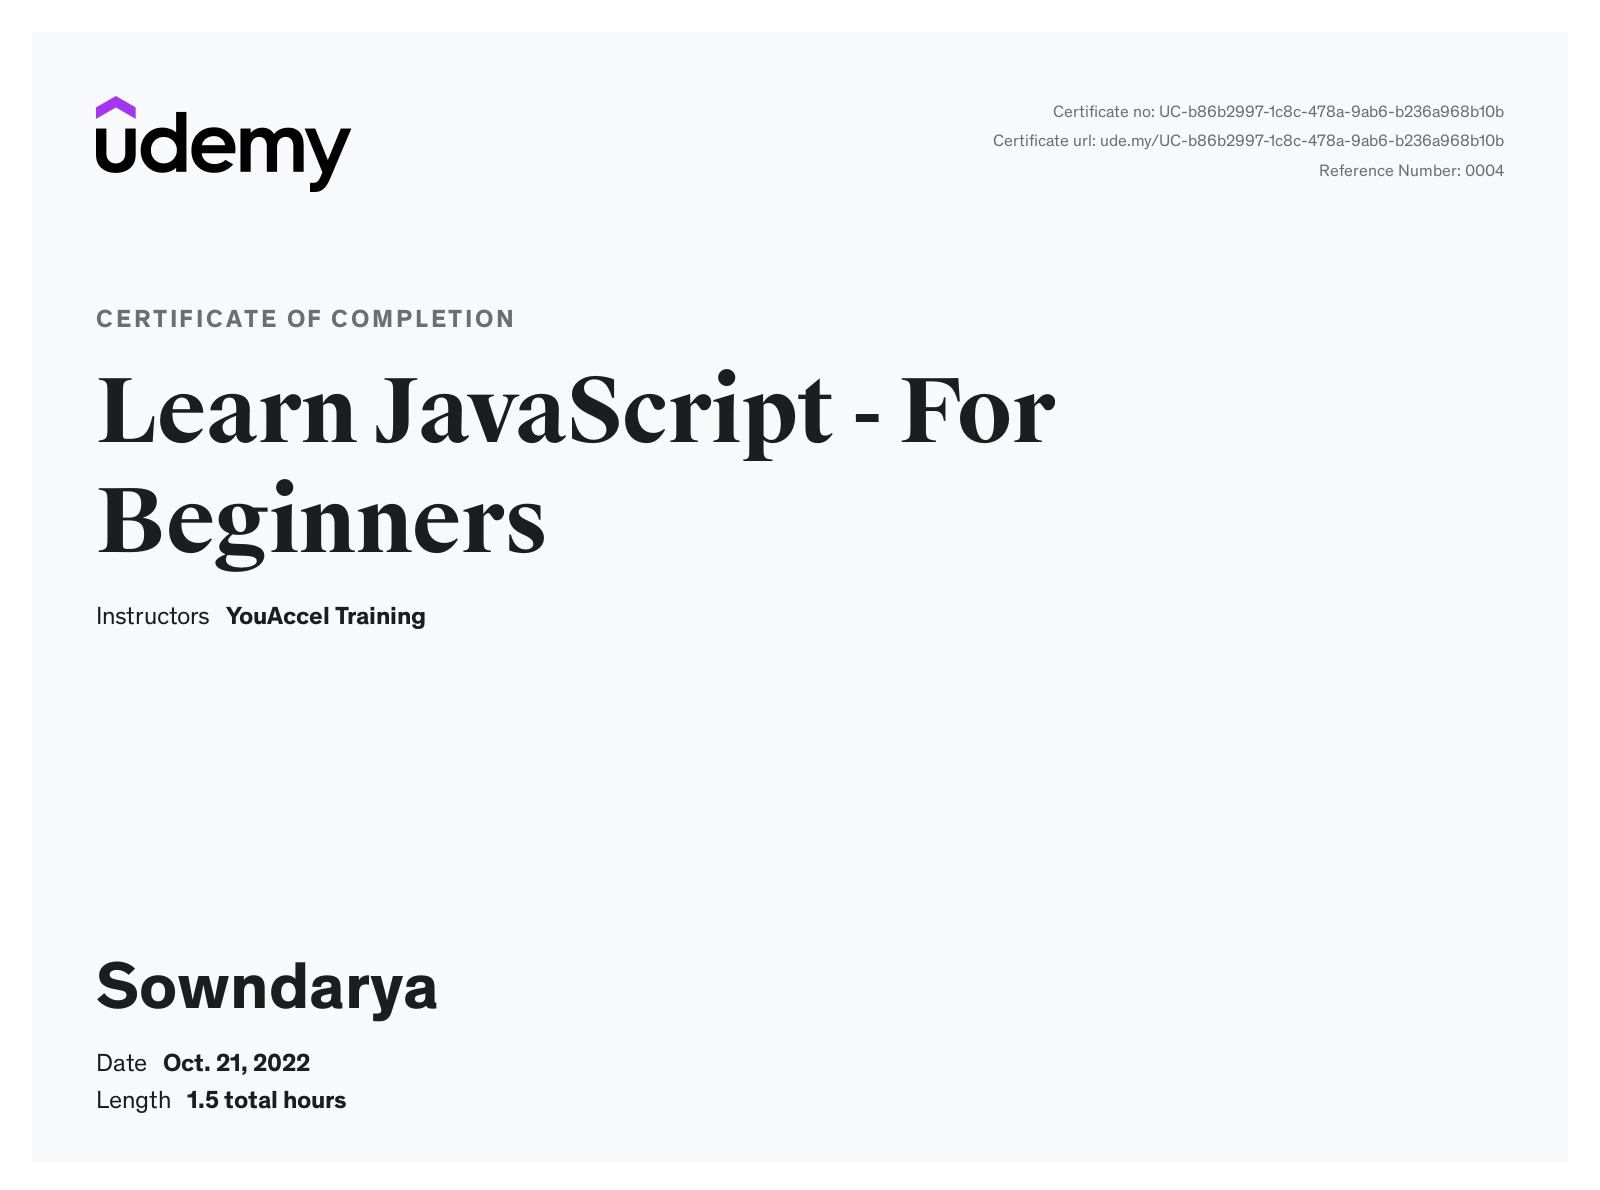 udemy
Certificate no: UC-b86b2997-1c8c-478a-9ab6-b236a968b10b
Certificate url: ude.my/UC-b86b2997-1c8c-478a-9ab6-b236a968b10b
Reference Number: 0004
CERTIFICATE OF COMPLETION
Learn JavaScript - For
Beginners
Instructors YouAccel Training
Sowndarya
Date Oct. 21, 2022
Length 1.5 total hours